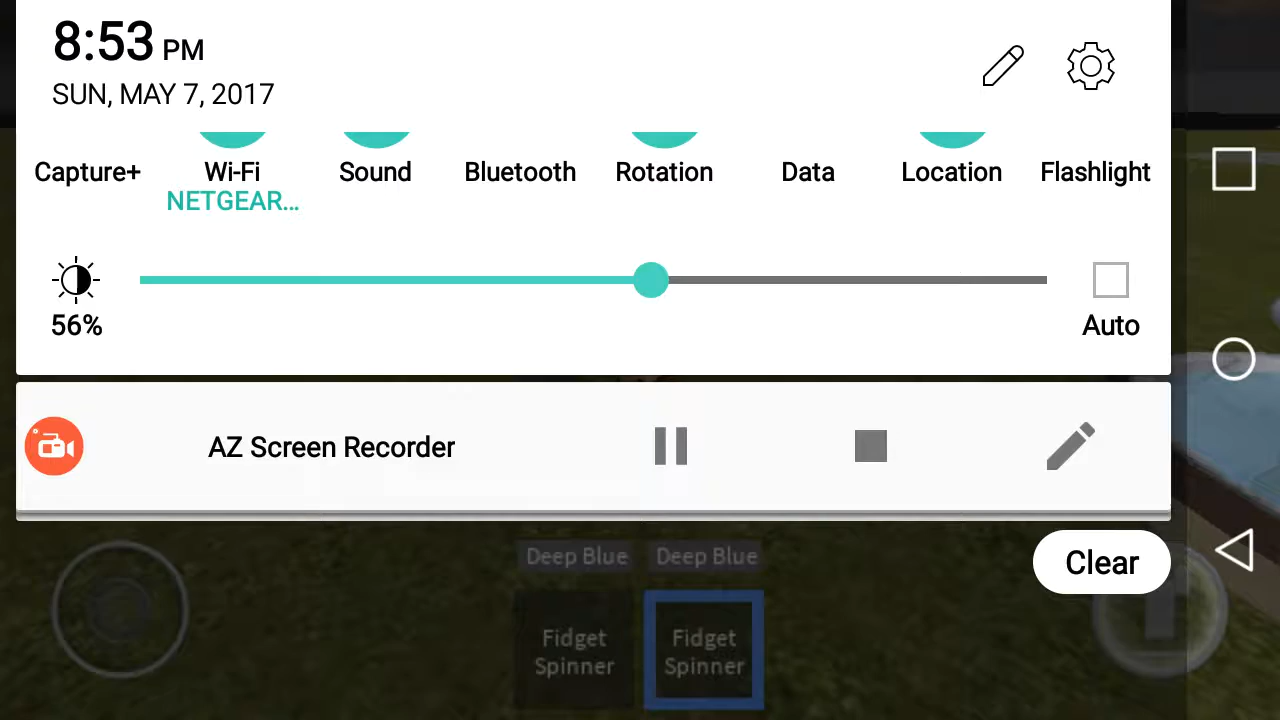 8:53 PM
SUN, MAY 7, 2017
Capture+ Wi-Fi Sound Bluetooth Rotation Data Location Flashlight
NETGEAR...
56% Auto
AZ Screen Recorder
Clear
Deep Blue Deep Blue
Fidget Spinner
Fidget Spinner